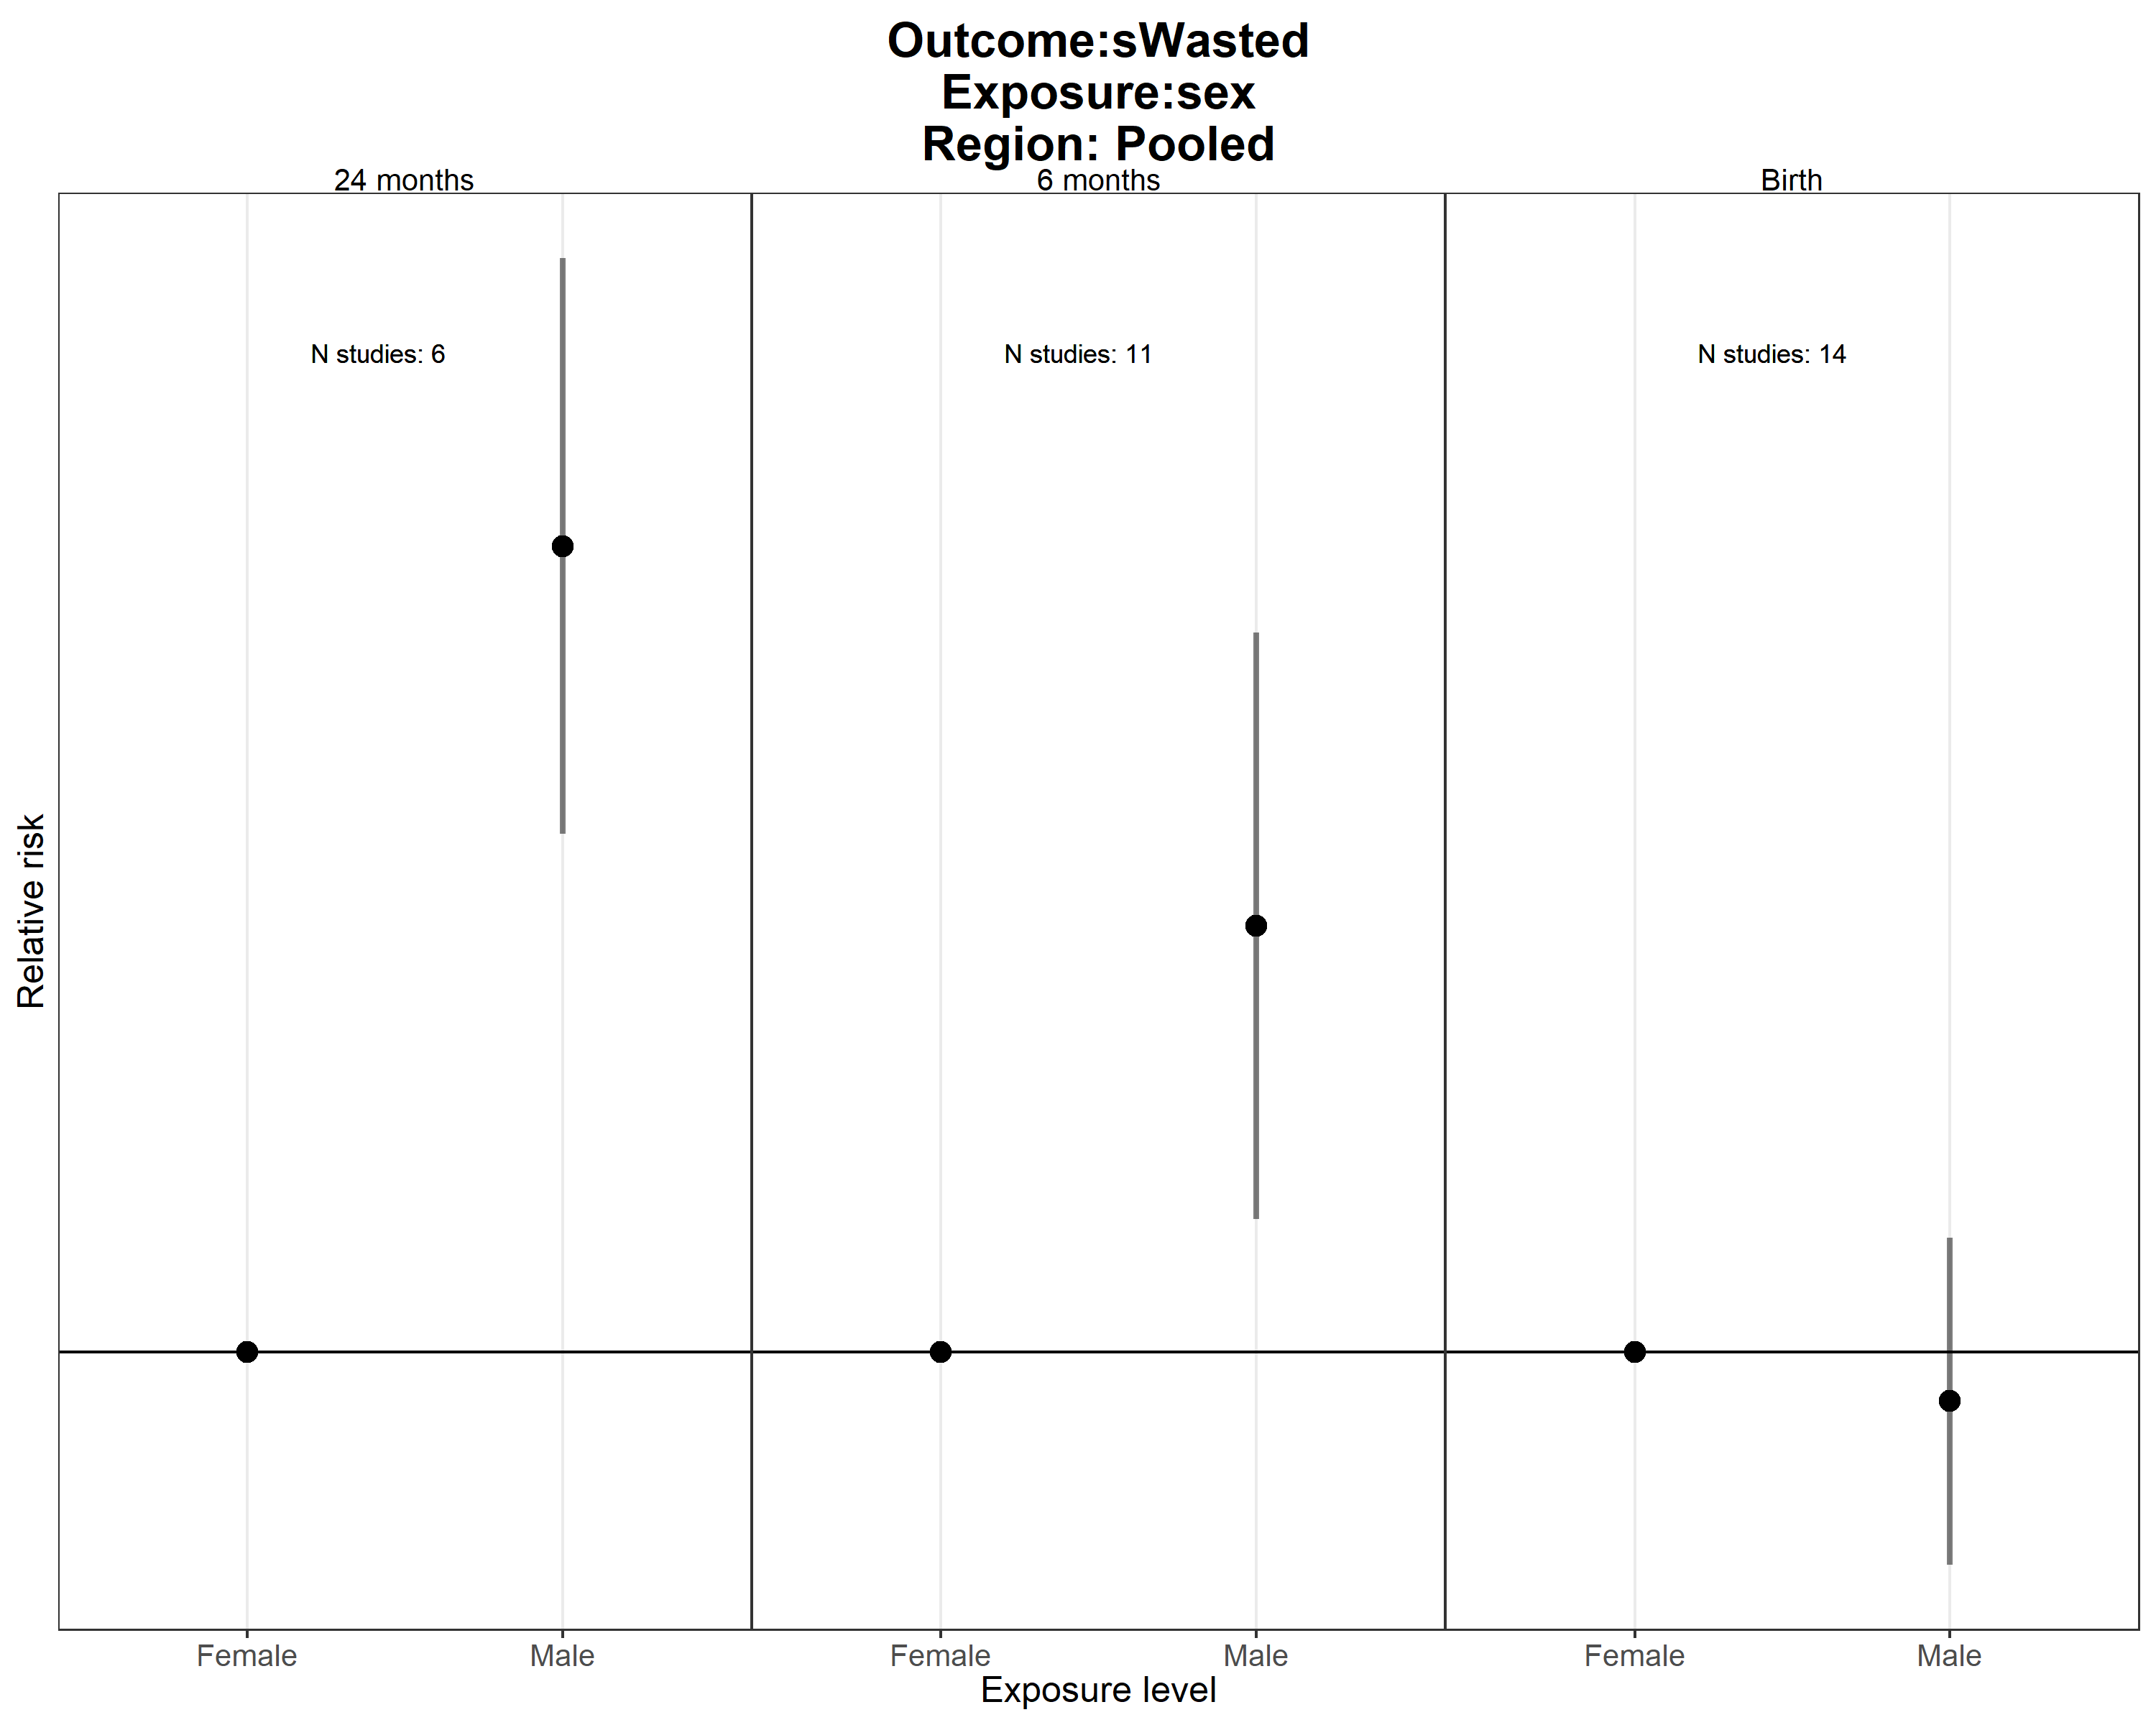 Outcome:sWasted
Exposure:sex
Region: Pooled
24 months
6 months
Birth
N studies: 6
N studies: 11
N studies: 14
Relative risk
Female
Male
Female
Male
Female
Male
Exposure level